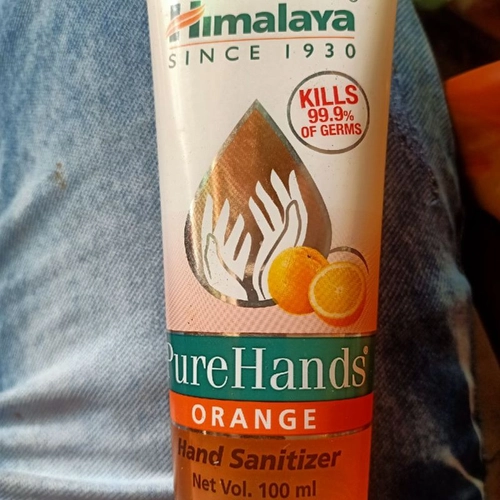 Himalaya
SINCE 1930
KILLS
99.9%
OF GERMS
PureHands
ORANGE
Hand Sanitizer
Net Vol. 100 ml